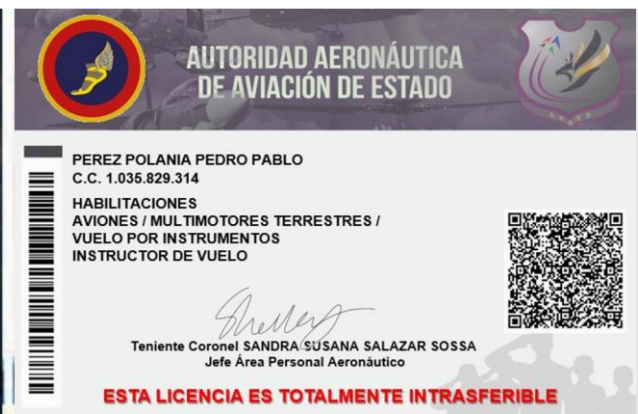 AUTORIDAD AERONÁUTICA
DE AVIACIÓN DE ESTADO
PEREZ POLANIA PEDRO PABLO
C.C. 1.035.829.314
HABILITACIONES
AVIONES / MULTIMOTORES TERRESTRES /
VUELO POR INSTRUMENTOS
INSTRUCTOR DE VUELO
Teniente Coronel SANDRA SUSANA SALAZAR SOSSA
Jefe Área Personal Aeronáutico
ESTA LICENCIA ES TOTALMENTE INTRASFERIBLE